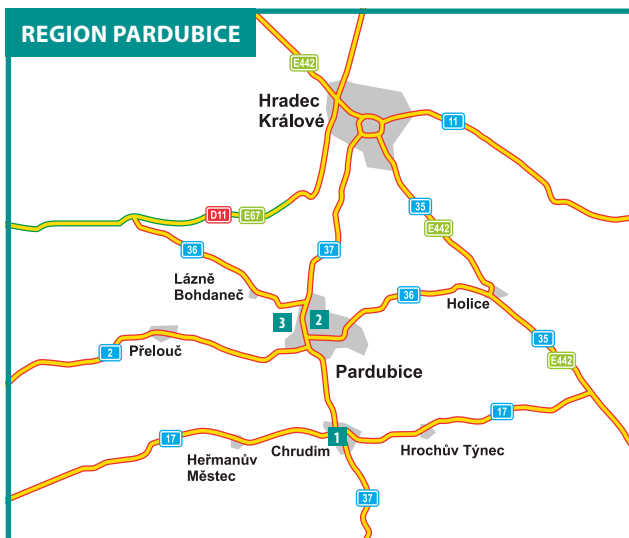 REGION PARDUBICE
E442
Hradec
Králové
11
35
D11
E67
E442
36
37
Lázně
Bohdaneč
36
Holice
3
2
35
2
Přelouč
E442
Pardubice
17
17
1
Heřmanův
Městec
Chrudim
Hrochův Týnec
37